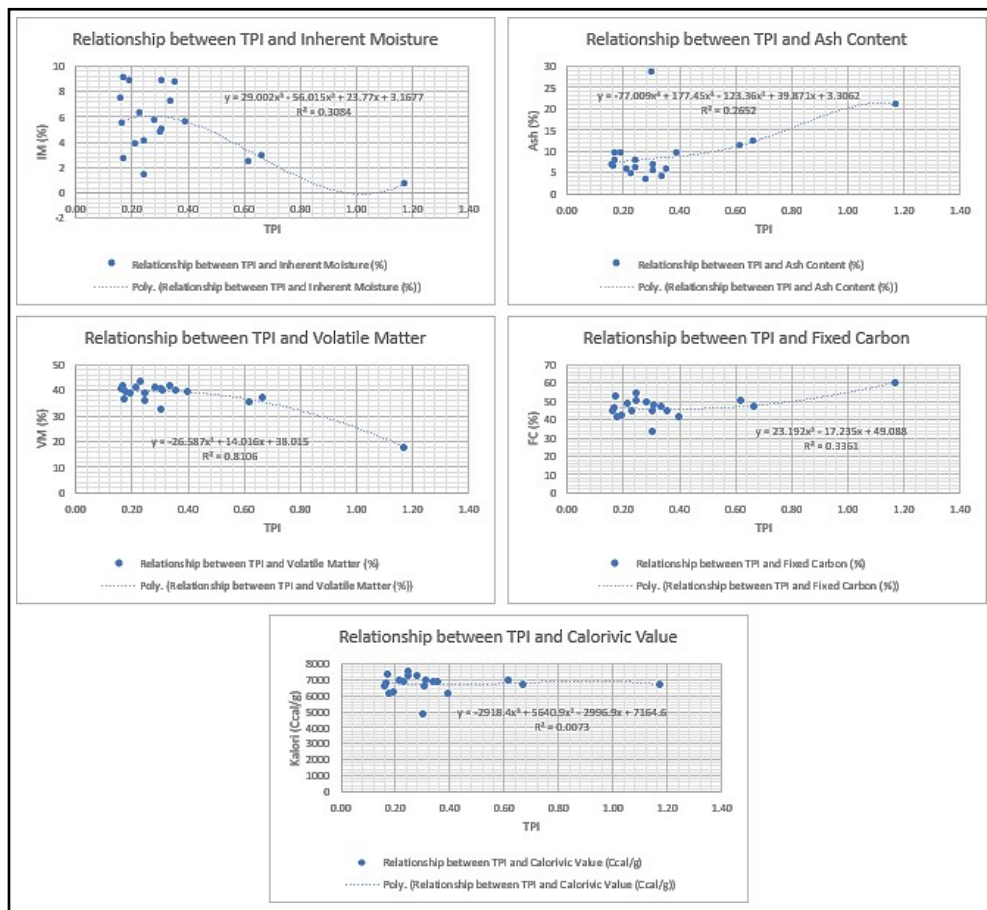 Relationship between TPI and Inherent Moisture
10
8
6
4
2
0
-2
IM (%)
y = 29.002x³ - 56.015x² + 23.77x + 3.1677
R² = 0.3084
0.00 0.20 0.40 0.60 0.80 1.00 1.20 1.40
TPI
Relationship between TPI and Inherent Moisture (%)
Poly. (Relationship between TPI and Inherent Moisture (%))
Relationship between TPI and Ash Content
30
25
20
15
10
5
0
Ash (%)
y = -77.009x⁴ + 177.45x³ - 123.36x² + 39.871x + 3.3062
R² = 0.2652
0.00 0.20 0.40 0.60 0.80 1.00 1.20 1.40
TPI
Relationship between TPI and Ash Content (%)
Poly. (Relationship between TPI and Ash Content (%))
Relationship between TPI and Volatile Matter
50
40
30
20
10
0
VM (%)
y = -26.587x² + 14.016x + 38.015
R² = 0.8106
0.00 0.20 0.40 0.60 0.80 1.00 1.20 1.40
TPI
Relationship between TPI and Volatile Matter (%)
Poly. (Relationship between TPI and Volatile Matter (%))
Relationship between TPI and Fixed Carbon
70
60
50
40
30
20
10
0
FC (%)
y = 23.192x² - 17.235x + 49.088
R² = 0.3361
0.00 0.20 0.40 0.60 0.80 1.00 1.20 1.40
TPI
Relationship between TPI and Fixed Carbon (%)
Poly. (Relationship between TPI and Fixed Carbon (%))
Relationship between TPI and Calorivic Value
8000
7000
6000
5000
4000
3000
2000
1000
0
Kalori (Ccal/g)
y = -2918.4x³ + 5640.9x² - 2996.9x + 7164.6
R² = 0.0073
0.00 0.20 0.40 0.60 0.80 1.00 1.20 1.40
TPI
Relationship between TPI and Calorivic Value (Ccal/g)
Poly. (Relationship between TPI and Calorivic Value (Ccal/g))